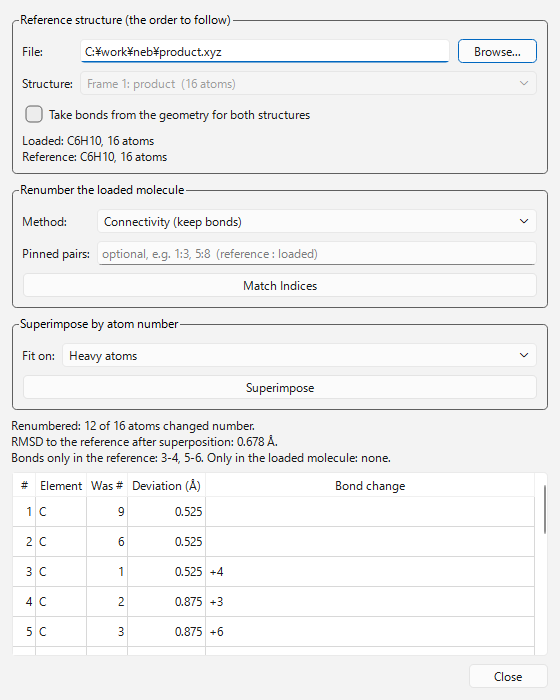 Reference structure (the order to follow)
File: C:¥work¥neb¥product.xyz Browse...
Structure: Frame 1: product (16 atoms)
Take bonds from the geometry for both structures
Loaded: C6H10, 16 atoms
Reference: C6H10, 16 atoms
Renumber the loaded molecule
Method: Connectivity (keep bonds)
Pinned pairs: optional, e.g. 1:3, 5:8 (reference : loaded)
Match Indices
Superimpose by atom number
Fit on: Heavy atoms
Superimpose
Renumbered: 12 of 16 atoms changed number.
RMSD to the reference after superposition: 0.678 Å.
Bonds only in the reference: 3-4, 5-6. Only in the loaded molecule: none.
# Element Was # Deviation (Å) Bond change
1 C 9 0.525
2 C 6 0.525
3 C 1 0.525 +4
4 C 2 0.875 +3
5 C 3 0.875 +6
Close